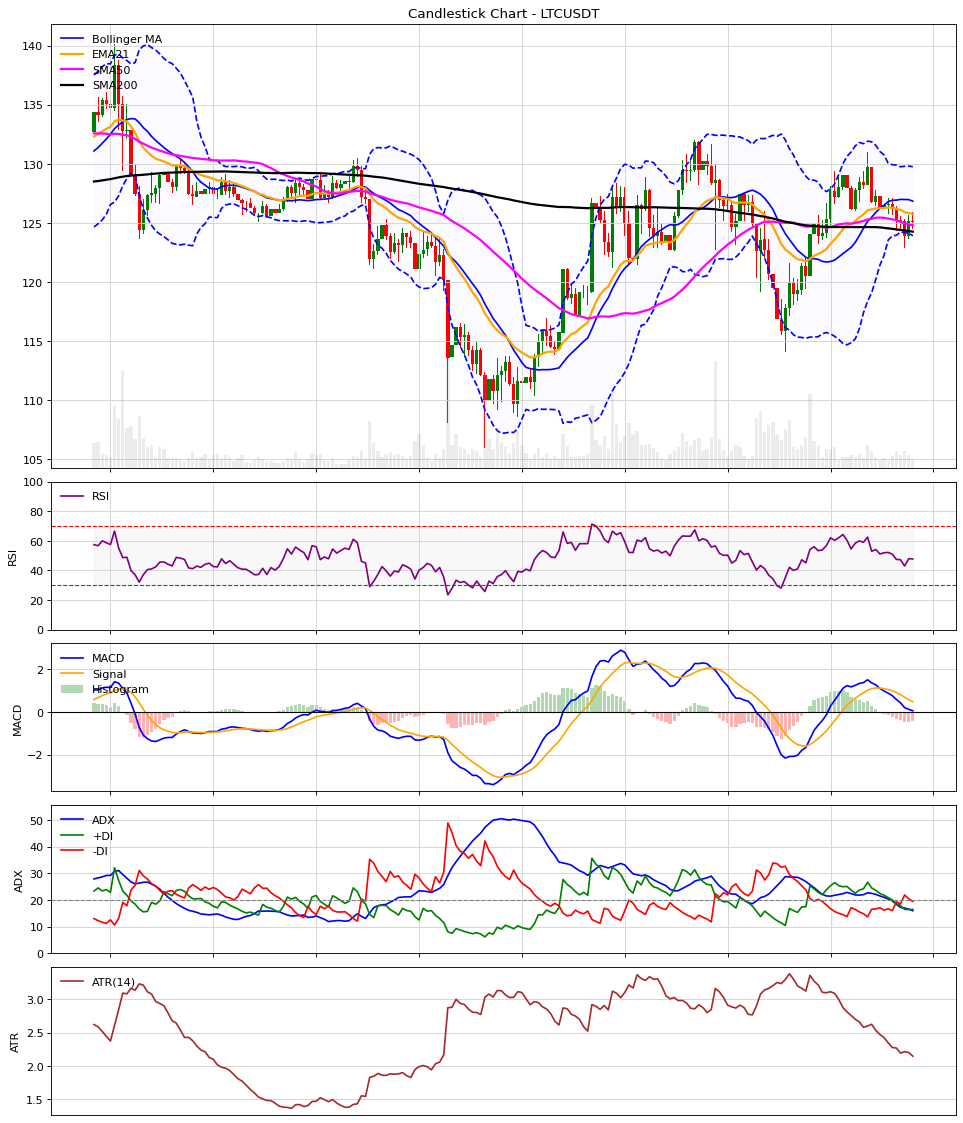 Candlestick Chart - LTCUSDT
Bollinger MA
EMA21
SMA50
SMA200
140
135
130
125
120
115
110
105
RSI
100
80
60
40
20
0
RSI
MACD
Signal
Histogram
2
0
−2
MACD
ADX
+DI
-DI
50
40
30
20
10
0
ADX
ATR(14)
3.0
2.5
2.0
1.5
ATR